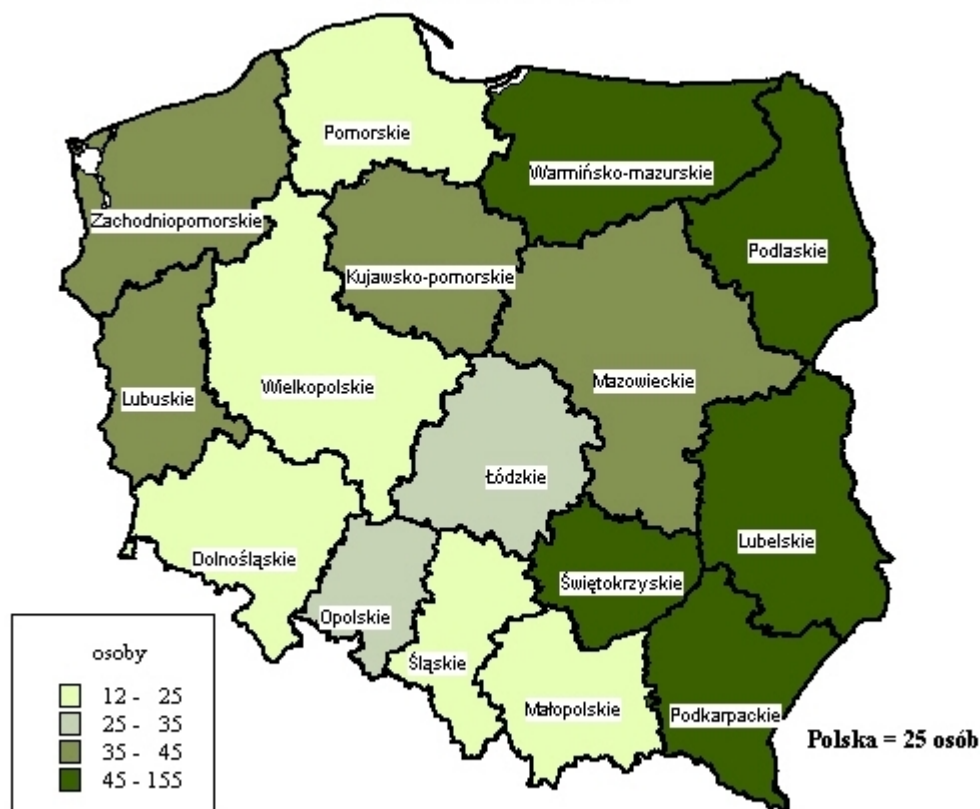 Pomorskie
Warmińsko-mazurskie
Zachodniopomorskie
Podlaskie
Kujawsko-pomorskie
Mazowieckie
Wielkopolskie
Lubuskie
Łódzkie
Lubelskie
Dolnośląskie
Świętokrzyskie
Opolskie
Śląskie
Małopolskie
Podkarpackie
Polska = 25 osób
osoby
12 - 25
25 - 35
35 - 45
45 - 155